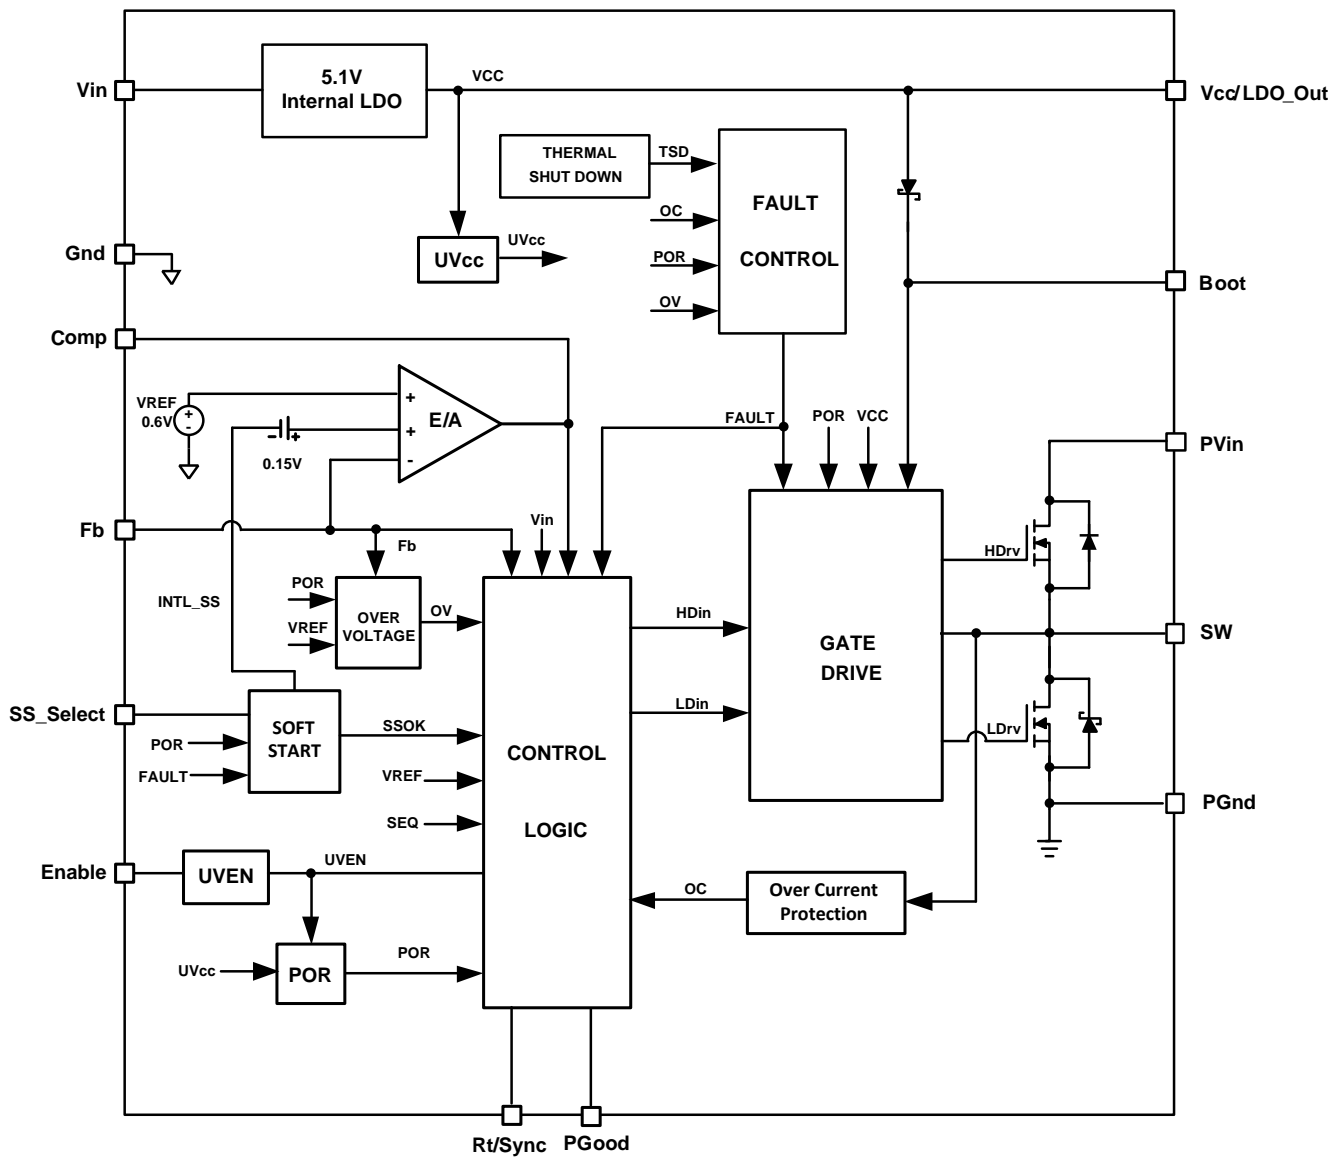 5.1V
Internal LDO
VCC
Vin
Vcc/LDO_Out
THERMAL
SHUT DOWN
TSD
FAULT
CONTROL
OC
POR
OV
UVcc
UVcc
Gnd
Boot
Comp
VREF
0.6V
+
-
- +
0.15V
+
+
-
E/A
FAULT
POR
VCC
PVin
Fb
Fb
Vin
HDrv
INTL_SS
POR
VREF
OVER
VOLTAGE
OV
HDin
GATE
DRIVE
SW
SS_Select
SOFT
START
POR
FAULT
SSOK
LDin
LDrv
VREF
SEQ
CONTROL
LOGIC
PGnd
Enable
UVEN
UVEN
OC
Over Current
Protection
UVcc
POR
POR
Rt/Sync
PGood